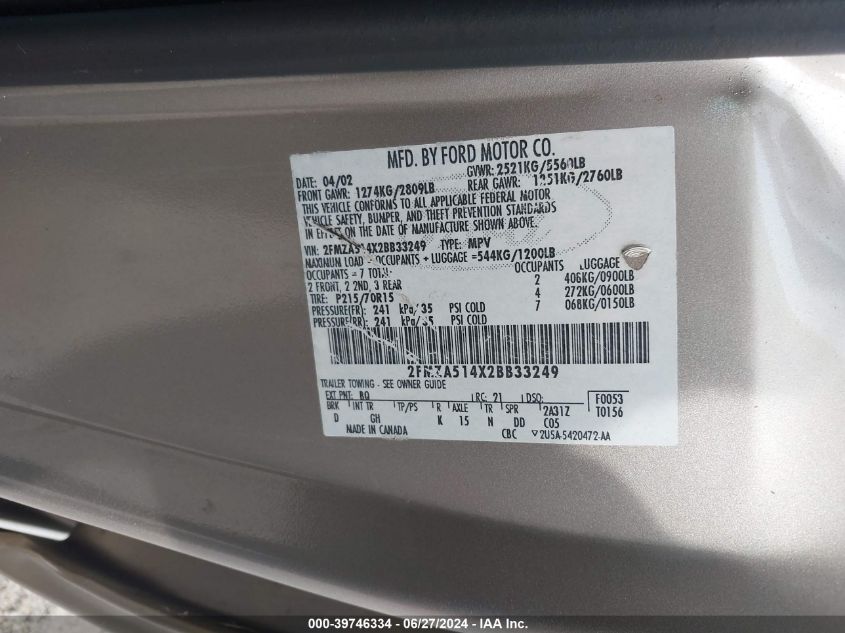 MFD. BY FORD MOTOR CO.
DATE: 04/02 GVWR: 2521KG/5560LB
FRONT GAWR: 1274KG/2809LB REAR GAWR: 1251KG/2760LB
THIS VEHICLE CONFORMS TO ALL APPLICABLE FEDERAL MOTOR
VEHICLE SAFETY, BUMPER, AND THEFT PREVENTION STANDARDS
IN EFFECT ON THE DATE OF MANUFACTURE SHOWN ABOVE.
VIN: 2FMZA514X2BB33249 TYPE: MPV
MAXIMUM LOAD = OCCUPANTS + LUGGAGE =544KG/1200LB
OCCUPANTS = 7 TOTAL OCCUPANTS LUGGAGE
2 FRONT, 2 2ND, 3 REAR 2 406KG/0900LB
TIRE: P215/70R15 4 272KG/0600LB
PRESSURE(FR): 241 kPa/35 PSI COLD 7 068KG/0150LB
PRESSURE(RR): 241 kPa/35 PSI COLD
2FMZA514X2BB33249
TRAILER TOWING - SEE OWNER GUIDE
EXT PNT: BQ RC: 21 DSO: F0053
BRK INT TR TP/PS R AXLE TR SPR 2A31Z T0156
D GH K 15 N DD C05
MADE IN CANADA CBC ▽2U5A-5420472-AA
000-39746334 - 06/27/2024 - IAA Inc.